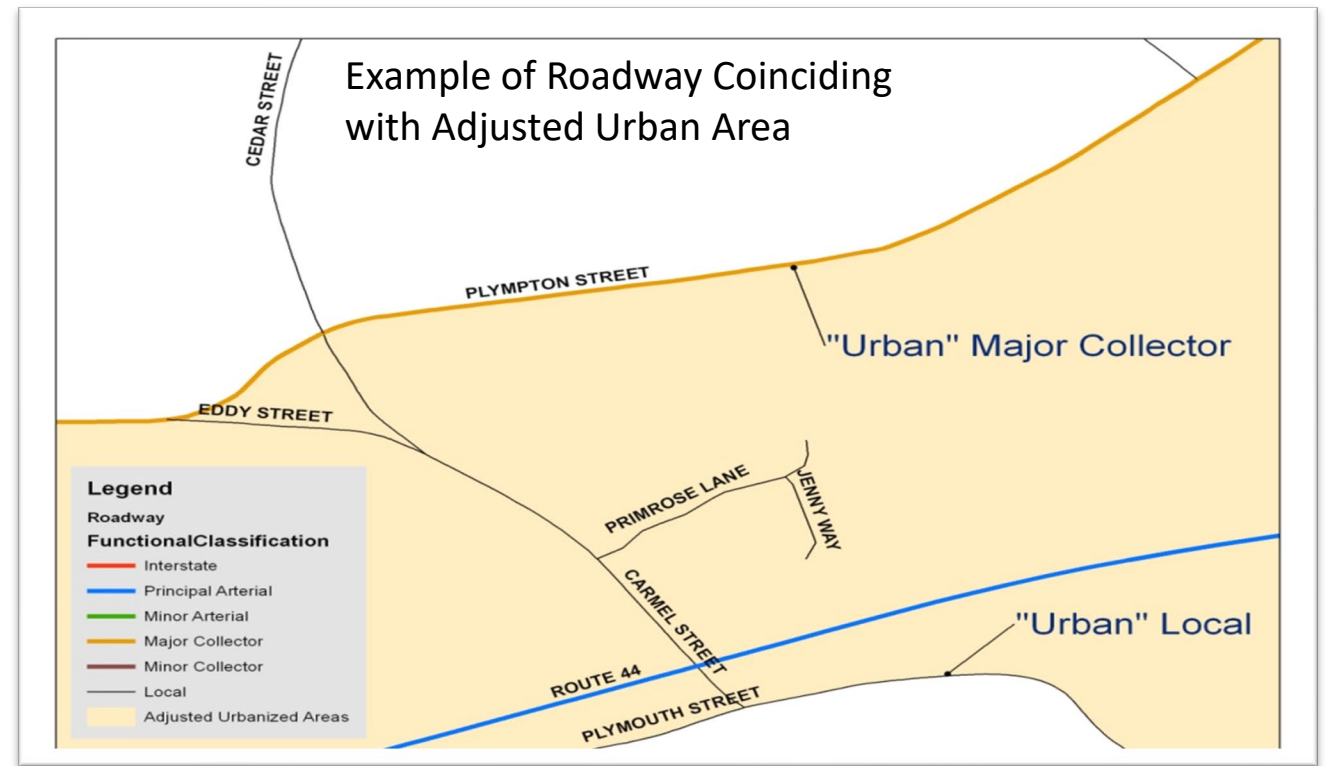 Example of Roadway Coinciding
with Adjusted Urban Area
CEDAR STREET
PLYMPTON STREET
"Urban" Major Collector
EDDY STREET
PRIMROSE LANE
JENNY WAY
CARMEL STREET
"Urban" Local
ROUTE 44
PLYMOUTH STREET
Legend
Roadway
FunctionalClassification
Interstate
Principal Arterial
Minor Arterial
Major Collector
Minor Collector
Local
Adjusted Urbanized Areas